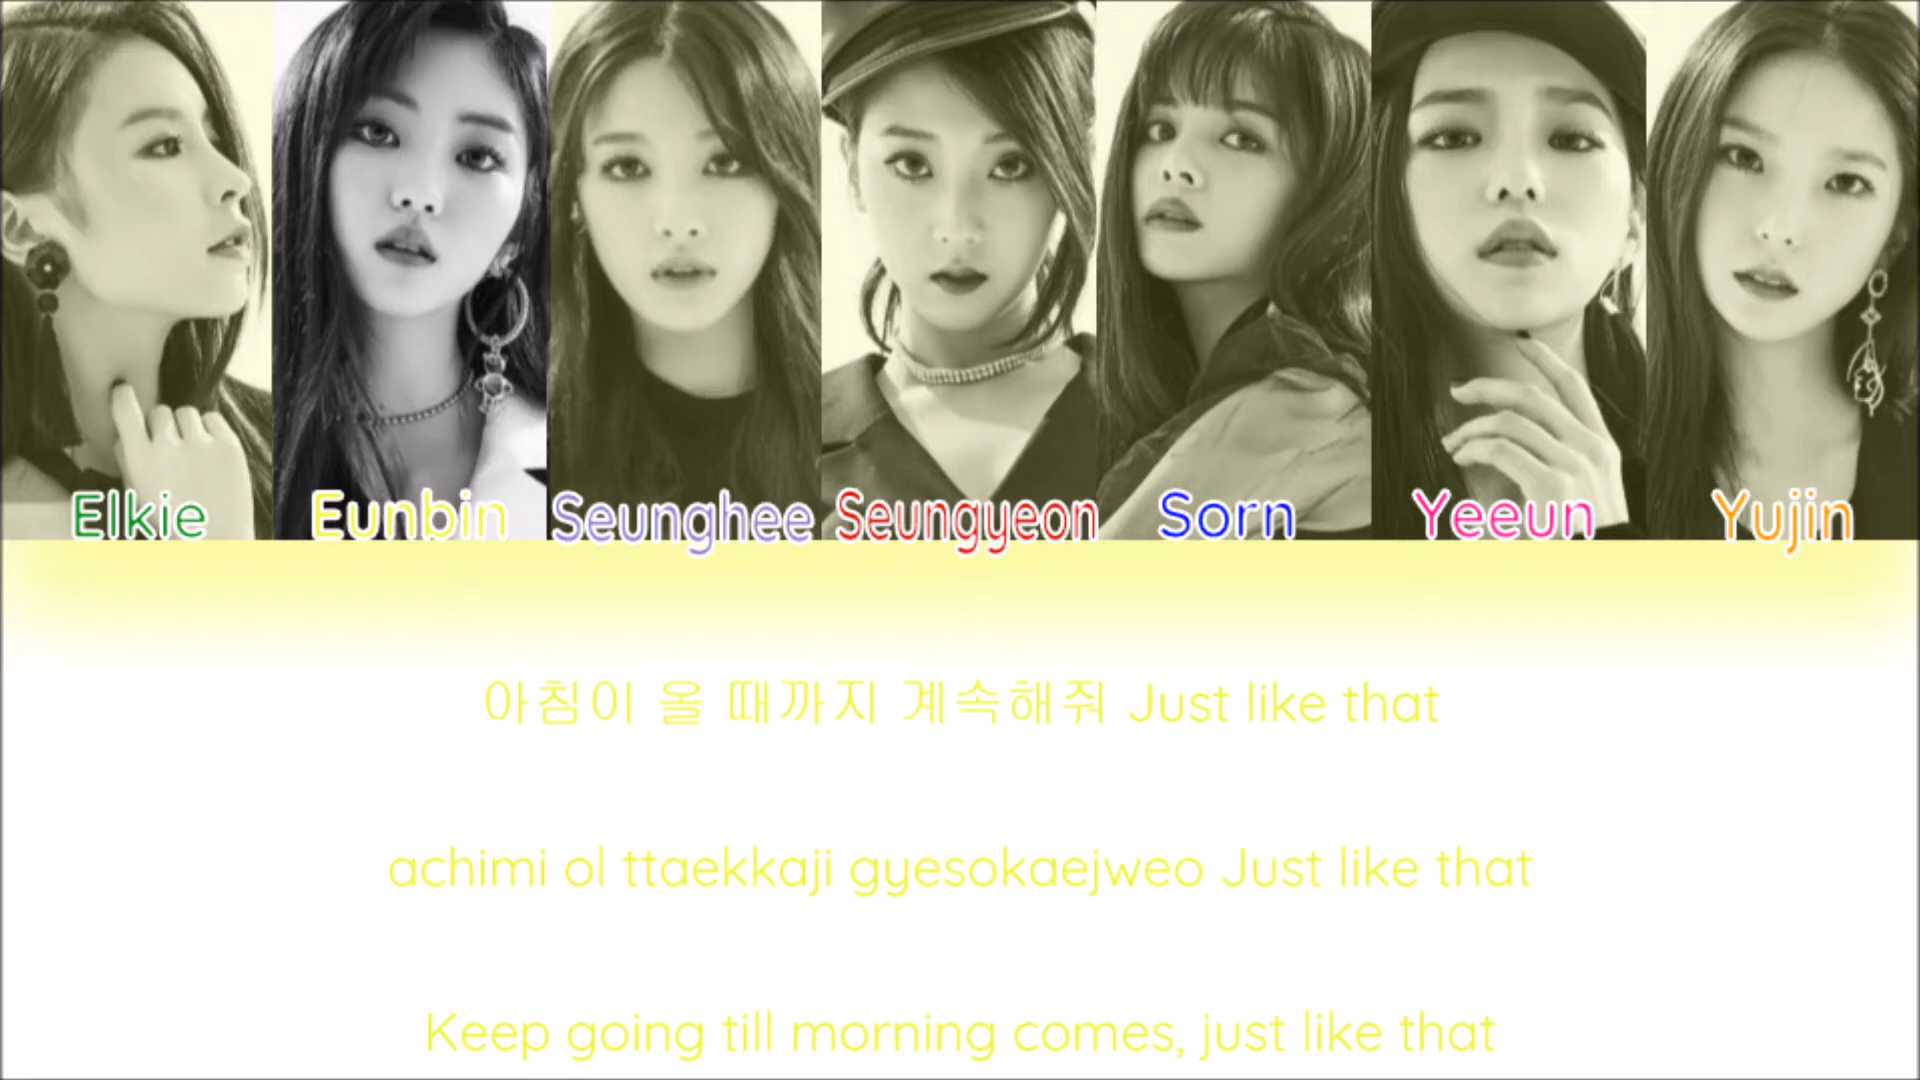 Elkie Eunbin Seunghee Seungyeon Sorn Yeeun Yujin
아침이 올 때까지 계속해줘 Just like that
achimi ol ttaekkaji gyesokaejweo Just like that
Keep going till morning comes, just like that